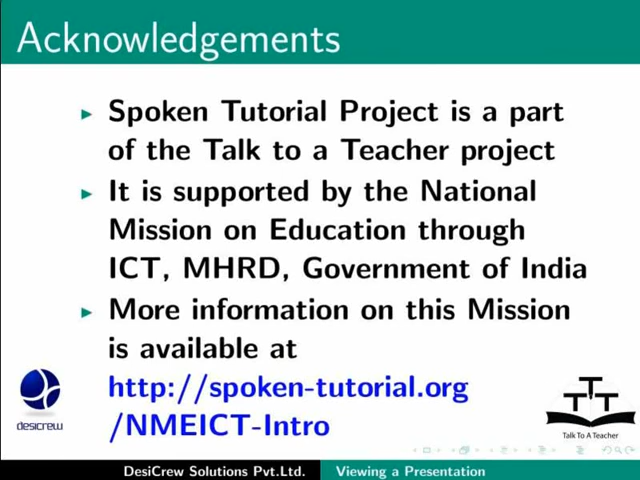 Acknowledgements
Spoken Tutorial Project is a part
of the Talk to a Teacher project
It is supported by the National
Mission on Education through
ICT, MHRD, Government of India
More information on this Mission
is available at
http://spoken-tutorial.org
/NMEICT-Intro
desicrew
TTT
Talk To A Teacher
DesiCrew Solutions Pvt.Ltd.
Viewing a Presentation